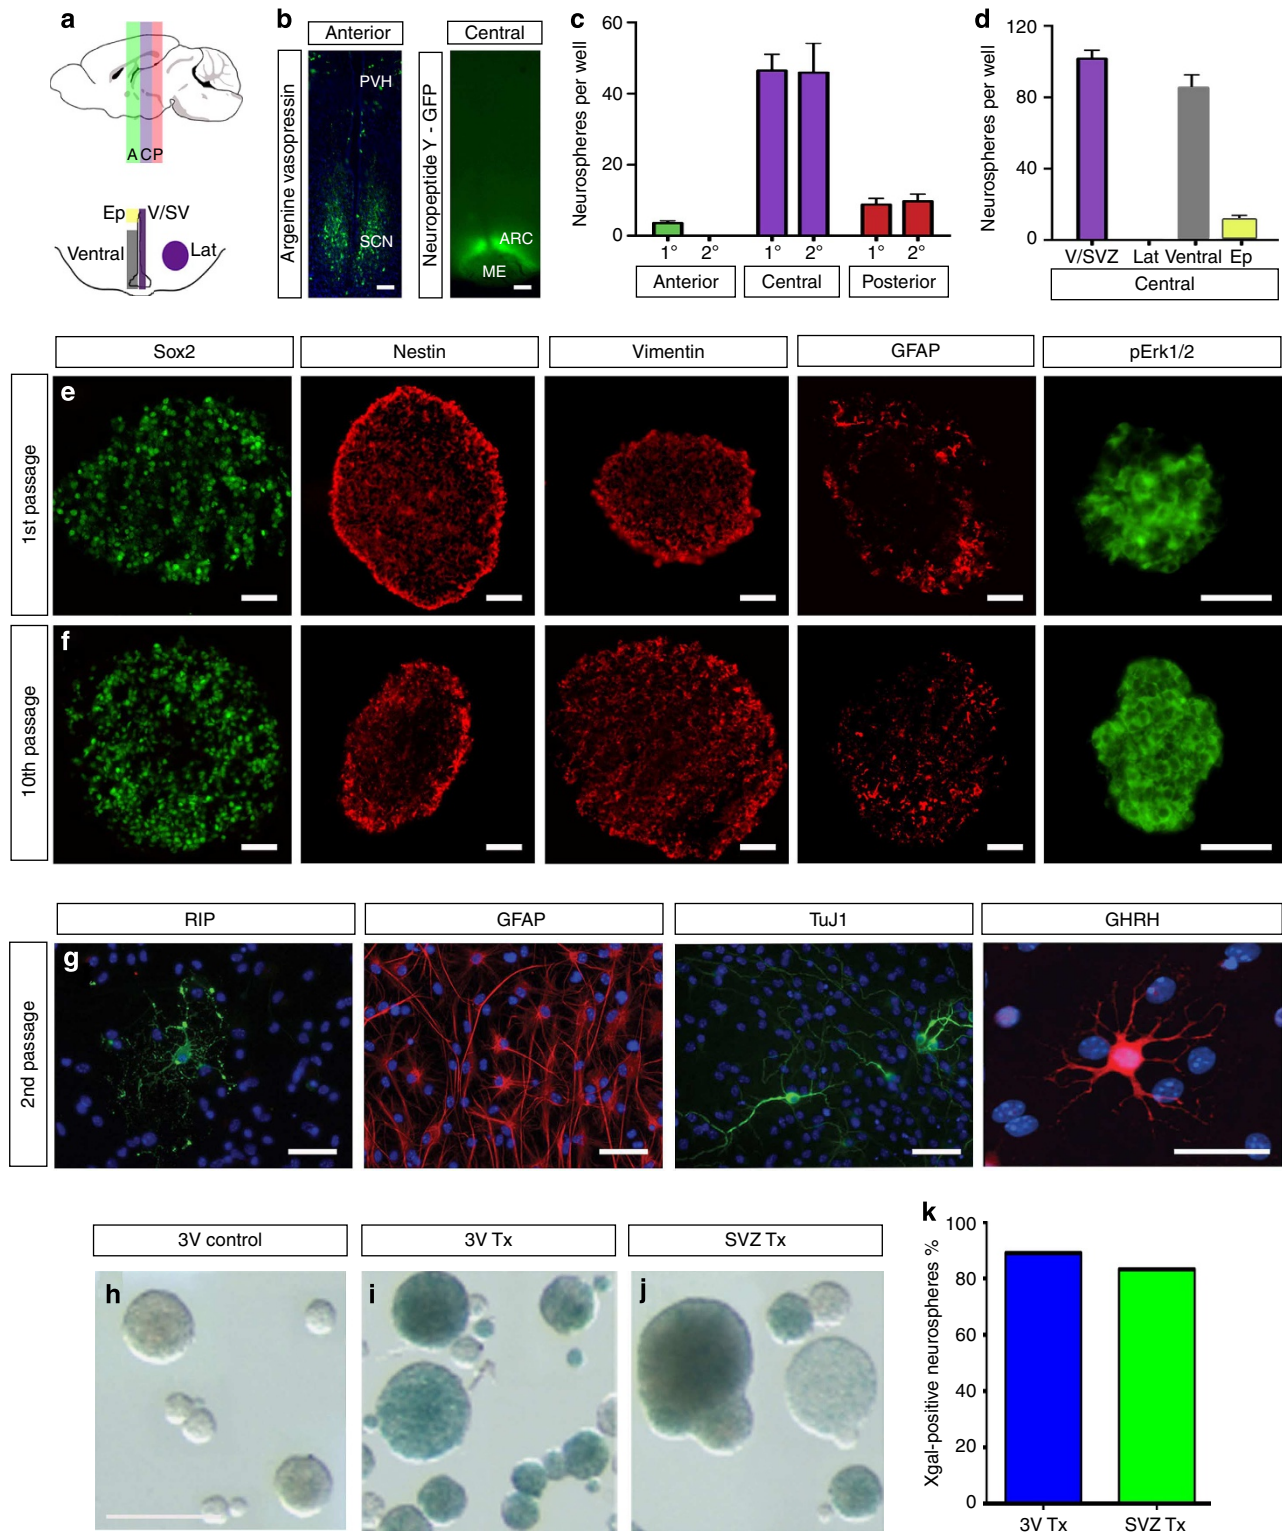 a
A C P
Ep V/SV
Ventral Lat
b
Anterior
Central
Argenine vasopressin
PVH
SCN
Neuropeptide Y - GFP
ARC
ME
c
Neurospheres per well
60
40
20
0
1° 2° 1° 2° 1° 2°
Anterior Central Posterior
d
Neurospheres per well
120
80
40
0
V/SVZ Lat Ventral Ep
Central
Sox2 Nestin Vimentin GFAP pErk1/2
1st passage
e
10th passage
f
RIP GFAP TuJ1 GHRH
2nd passage
g
3V control 3V Tx SVZ Tx
h
i
j
k
Xgal-positive neurospheres %
100
80
60
40
20
0
3V Tx SVZ Tx